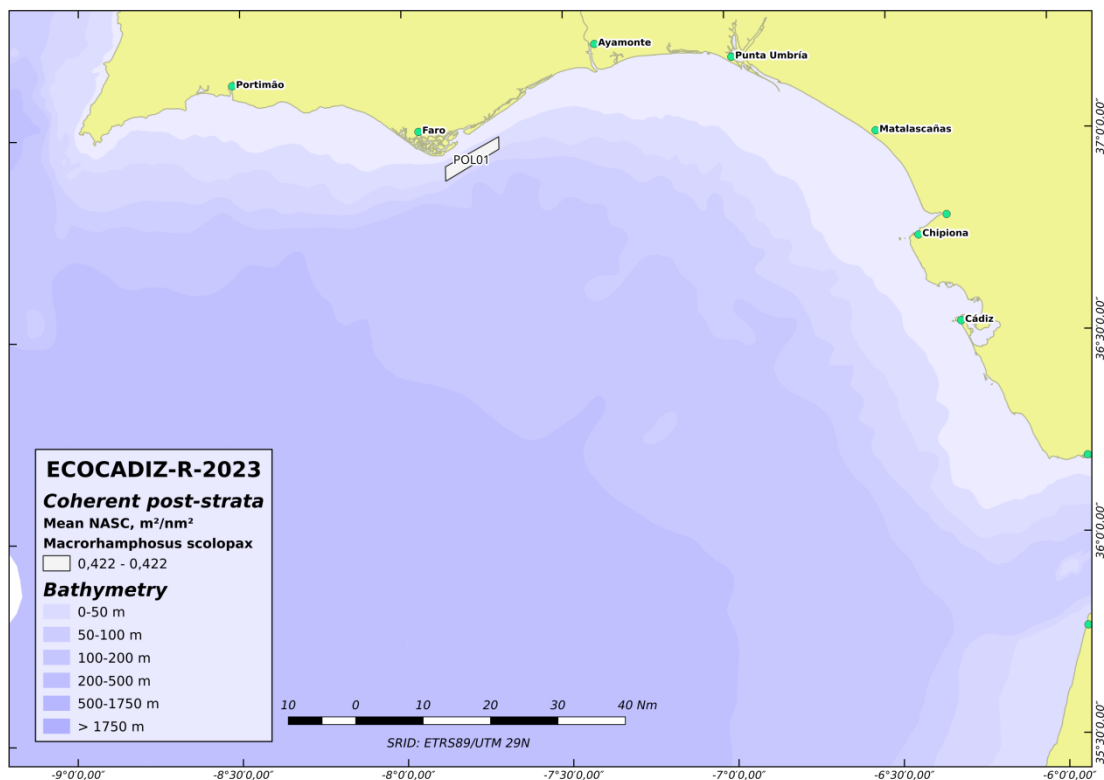 Ayamonte
Punta Umbría
Portimão
Faro
Matalascañas
POL01
Chipiona
Cádiz
37°0'0.00"
36°30'0.00"
36°0'0.00"
35°30'0.00"
ECOCADIZ-R-2023
Coherent post-strata
Mean NASC, m²/nm²
Macrorhamphosus scolopax
0,422 - 0,422
Bathymetry
0-50 m
50-100 m
100-200 m
200-500 m
500-1750 m
> 1750 m
10 0 10 20 30 40 Nm
SRID: ETRS89/UTM 29N
-9°0'0.00" -8°30'0.00" -8°0'0.00" -7°30'0.00" -7°0'0.00" -6°30'0.00" -6°0'0.00"